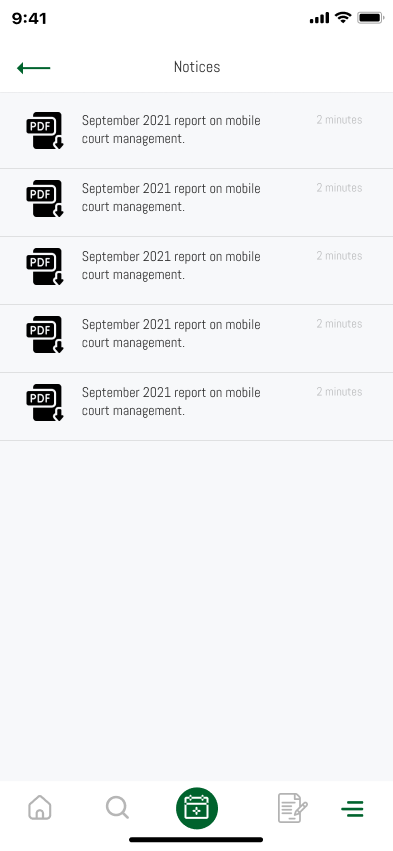 9:41
Notices
PDF
September 2021 report on mobile
court management.
2 minutes
PDF
September 2021 report on mobile
court management.
2 minutes
PDF
September 2021 report on mobile
court management.
2 minutes
PDF
September 2021 report on mobile
court management.
2 minutes
PDF
September 2021 report on mobile
court management.
2 minutes